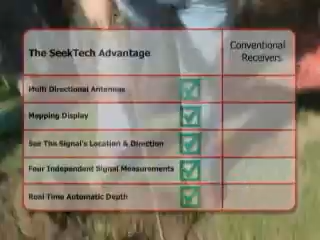 The SeekTech Advantage
Conventional
Receivers
Multi Directional Antennas
Mapping Display
See The Signal's Location & Direction
Four Independent Signal Measurements
Real Time Automatic Depth